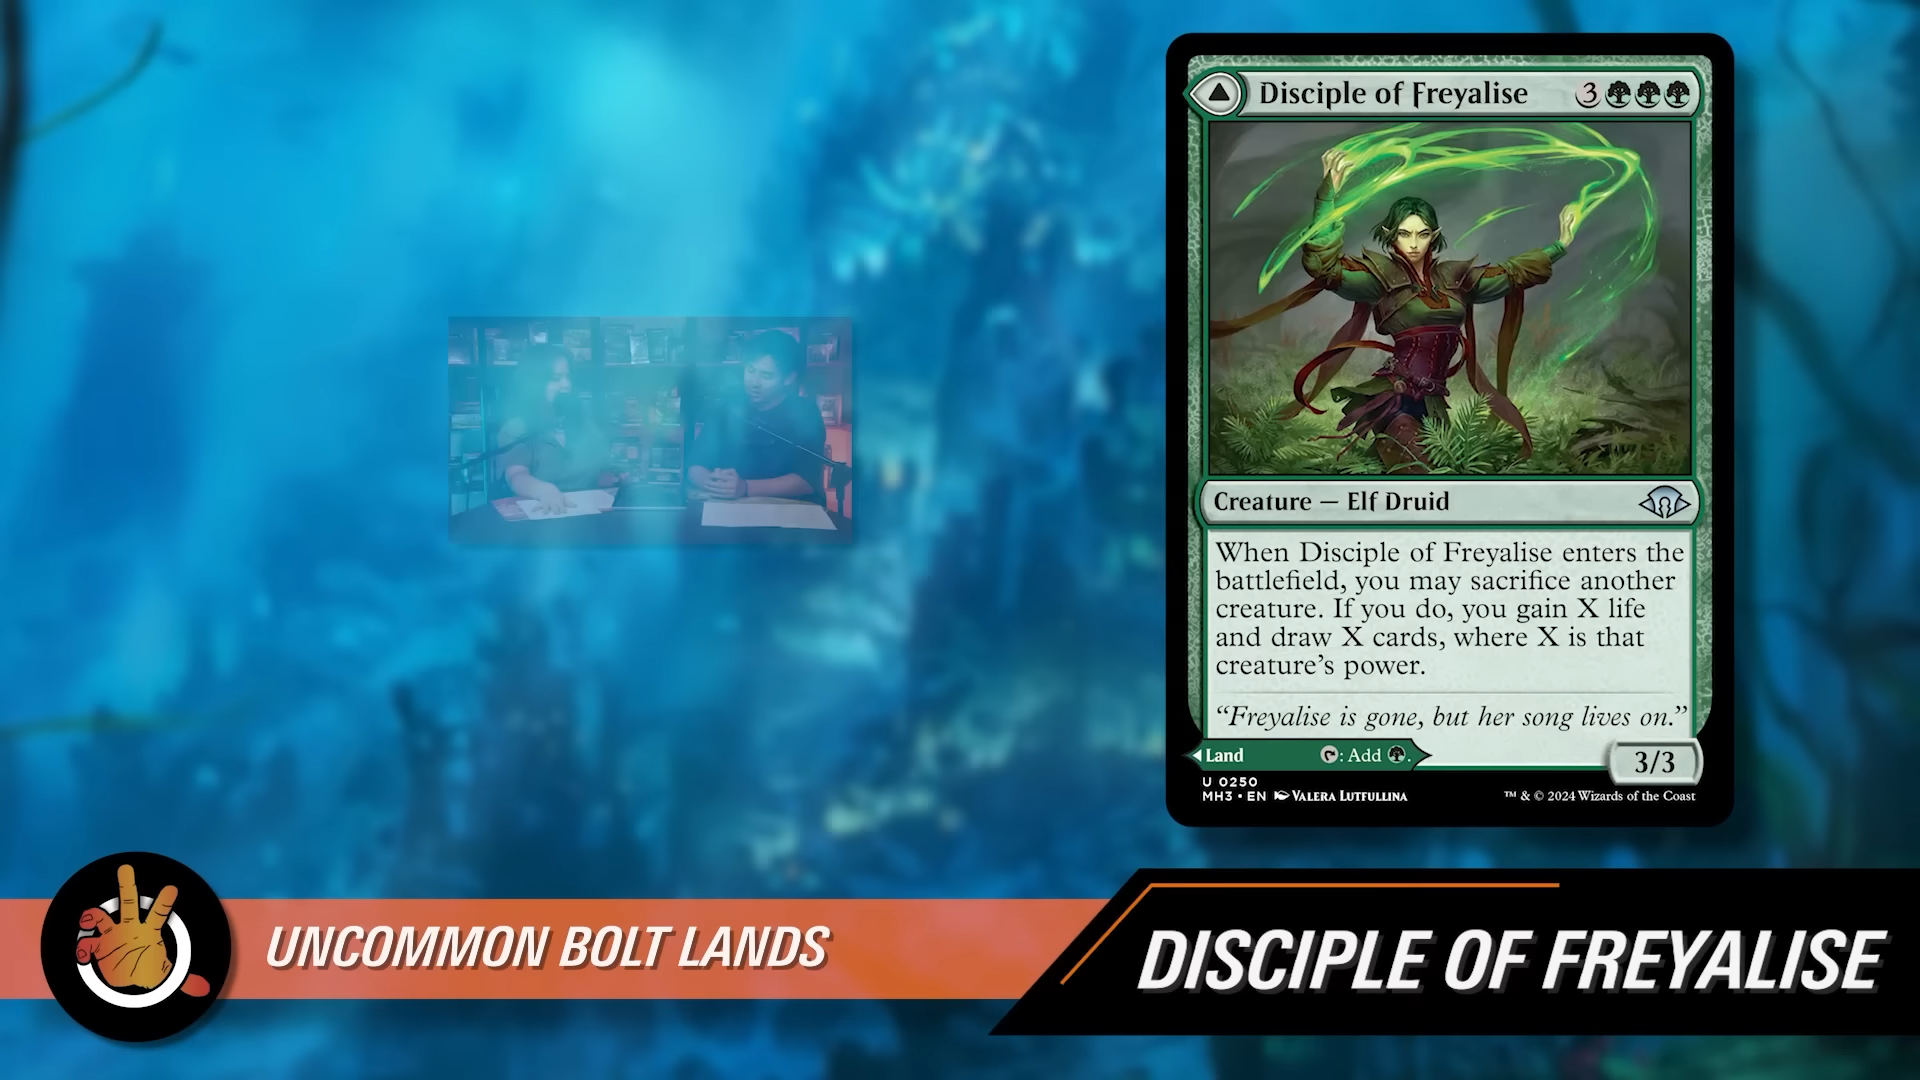 Disciple of Freyalise 3
Creature — Elf Druid
When Disciple of Freyalise enters the
battlefield, you may sacrifice another
creature. If you do, you gain X life
and draw X cards, where X is that
creature's power.
“Freyalise is gone, but her song lives on.”
Land : Add .
3/3
U 0250
MH3 • EN VALERA LUTFULLINA
™ & © 2024 Wizards of the Coast
UNCOMMON BOLT LANDS
DISCIPLE OF FREYALISE